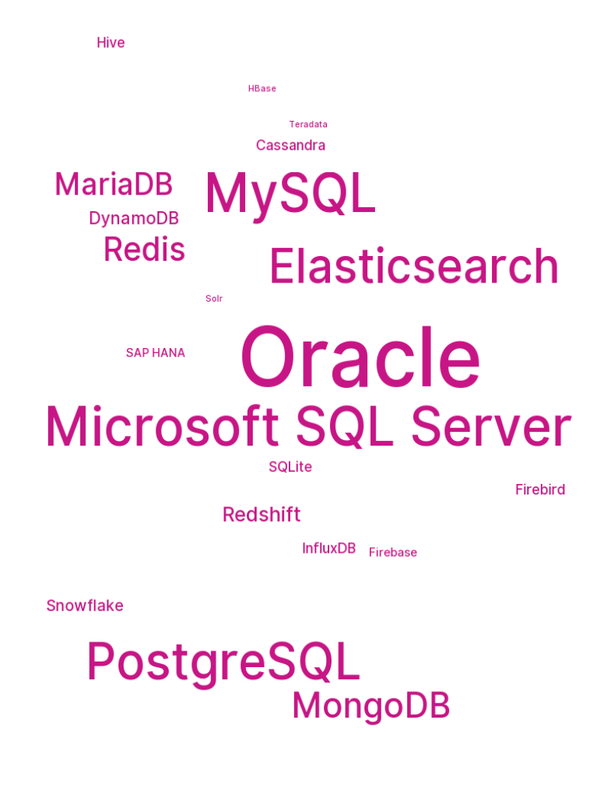 Hive
HBase
Teradata
Cassandra
MariaDB
MySQL
DynamoDB
Redis
Elasticsearch
Solr
SAP HANA
Oracle
Microsoft SQL Server
SQLite
Firebird
Redshift
InfluxDB
Firebase
Snowflake
PostgreSQL
MongoDB